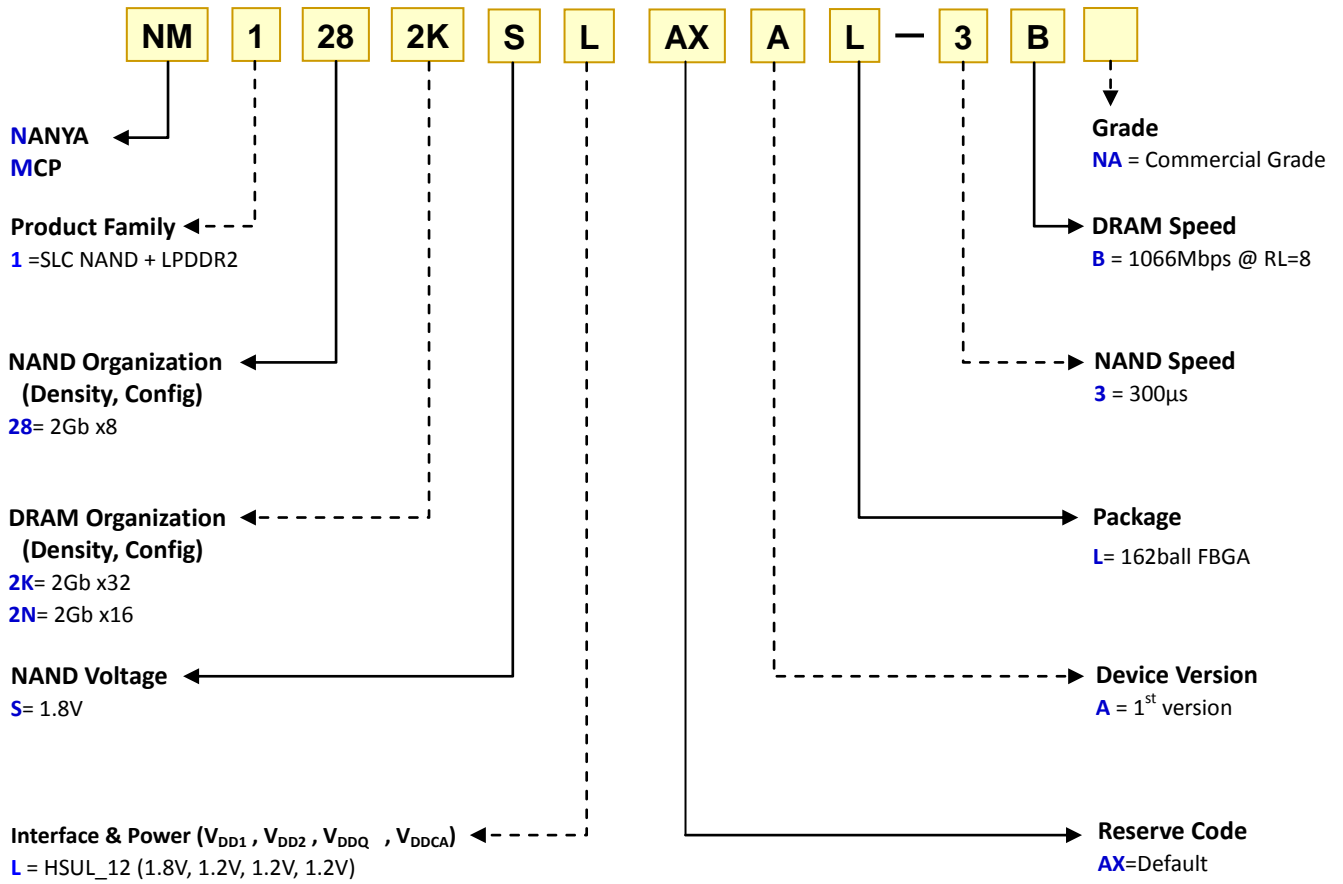 NM 1 28 2K S L AX A L — 3 B
NANYA
MCP
Product Family
1 =SLC NAND + LPDDR2
NAND Organization
(Density, Config)
28= 2Gb x8
DRAM Organization
(Density, Config)
2K= 2Gb x32
2N= 2Gb x16
NAND Voltage
S= 1.8V
Interface & Power (VDD1 , VDD2 , VDDQ , VDDCA)
L = HSUL_12 (1.8V, 1.2V, 1.2V, 1.2V)
Grade
NA = Commercial Grade
DRAM Speed
B = 1066Mbps @ RL=8
NAND Speed
3 = 300µs
Package
L= 162ball FBGA
Device Version
A = 1st version
Reserve Code
AX=Default